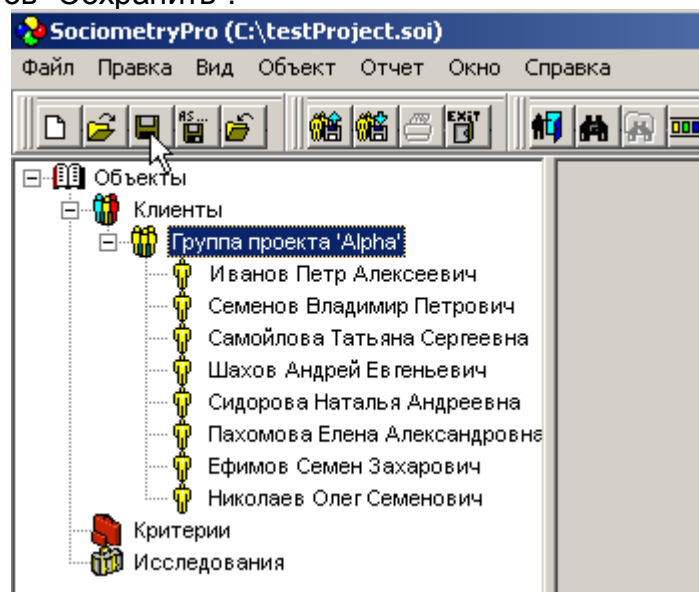 "Сохранить".
SociometryPro (C:\testProject.soi)
Файл Правка Вид Объект Отчет Окно Справка
AS... EXIT
Объекты
Клиенты
Группа проекта 'Alpha'
Иванов Петр Алексеевич
Семенов Владимир Петрович
Самойлова Татьяна Сергеевна
Шахов Андрей Евгеньевич
Сидорова Наталья Андреевна
Пахомова Елена Александровна
Ефимов Семен Захарович
Николаев Олег Семенович
Критерии
Исследования